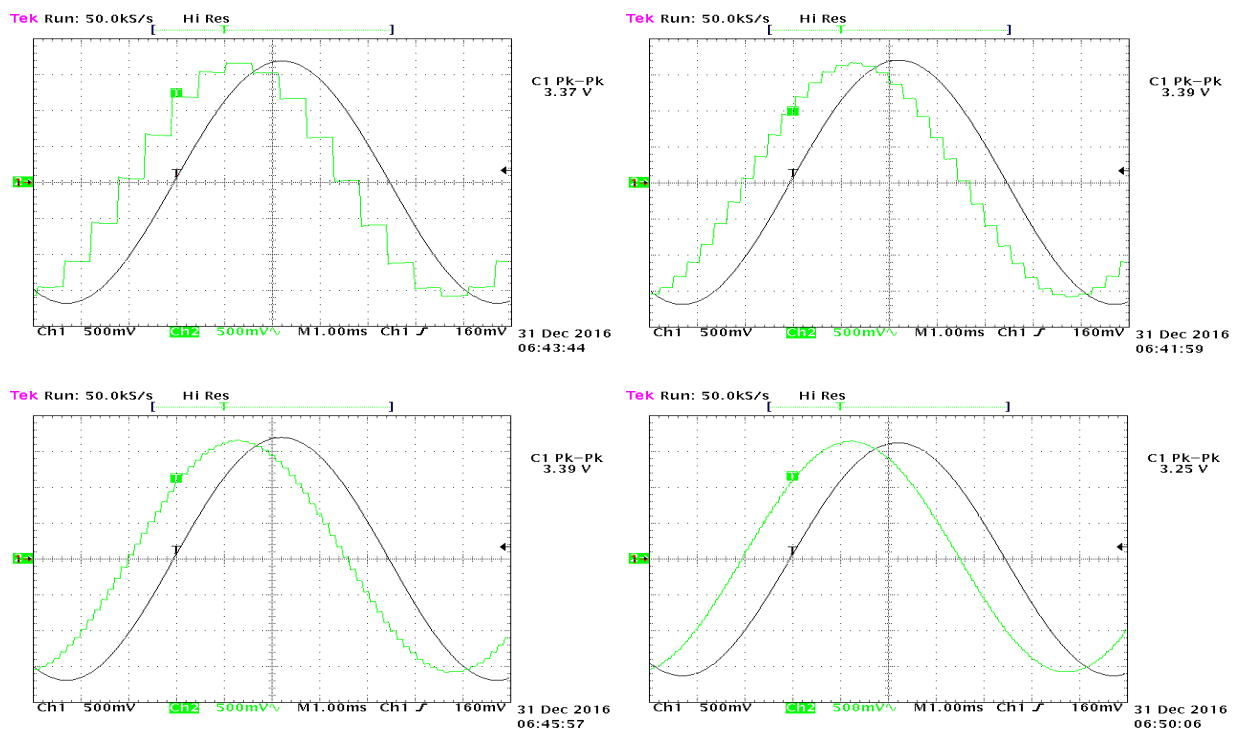 Tek Run: 50.0kS/s Hi Res
[ T ]
C1 Pk-Pk
3.37 V
T
T
1
Ch1 500mV Ch2 500mV∿ M1.00ms Ch1 ƒ 160mV
31 Dec 2016
06:43:44
Tek Run: 50.0kS/s Hi Res
[ T ]
C1 Pk-Pk
3.39 V
T
T
1
Ch1 500mV Ch2 500mV∿ M1.00ms Ch1 ƒ 160mV
31 Dec 2016
06:41:59
Tek Run: 50.0kS/s Hi Res
[ T ]
C1 Pk-Pk
3.39 V
T
T
1
Ch1 500mV Ch2 500mV∿ M1.00ms Ch1 ƒ 160mV
31 Dec 2016
06:45:57
Tek Run: 50.0kS/s Hi Res
[ T ]
C1 Pk-Pk
3.25 V
T
T
1
Ch1 500mV Ch2 500mV∿ M1.00ms Ch1 ƒ 160mV
31 Dec 2016
06:50:06